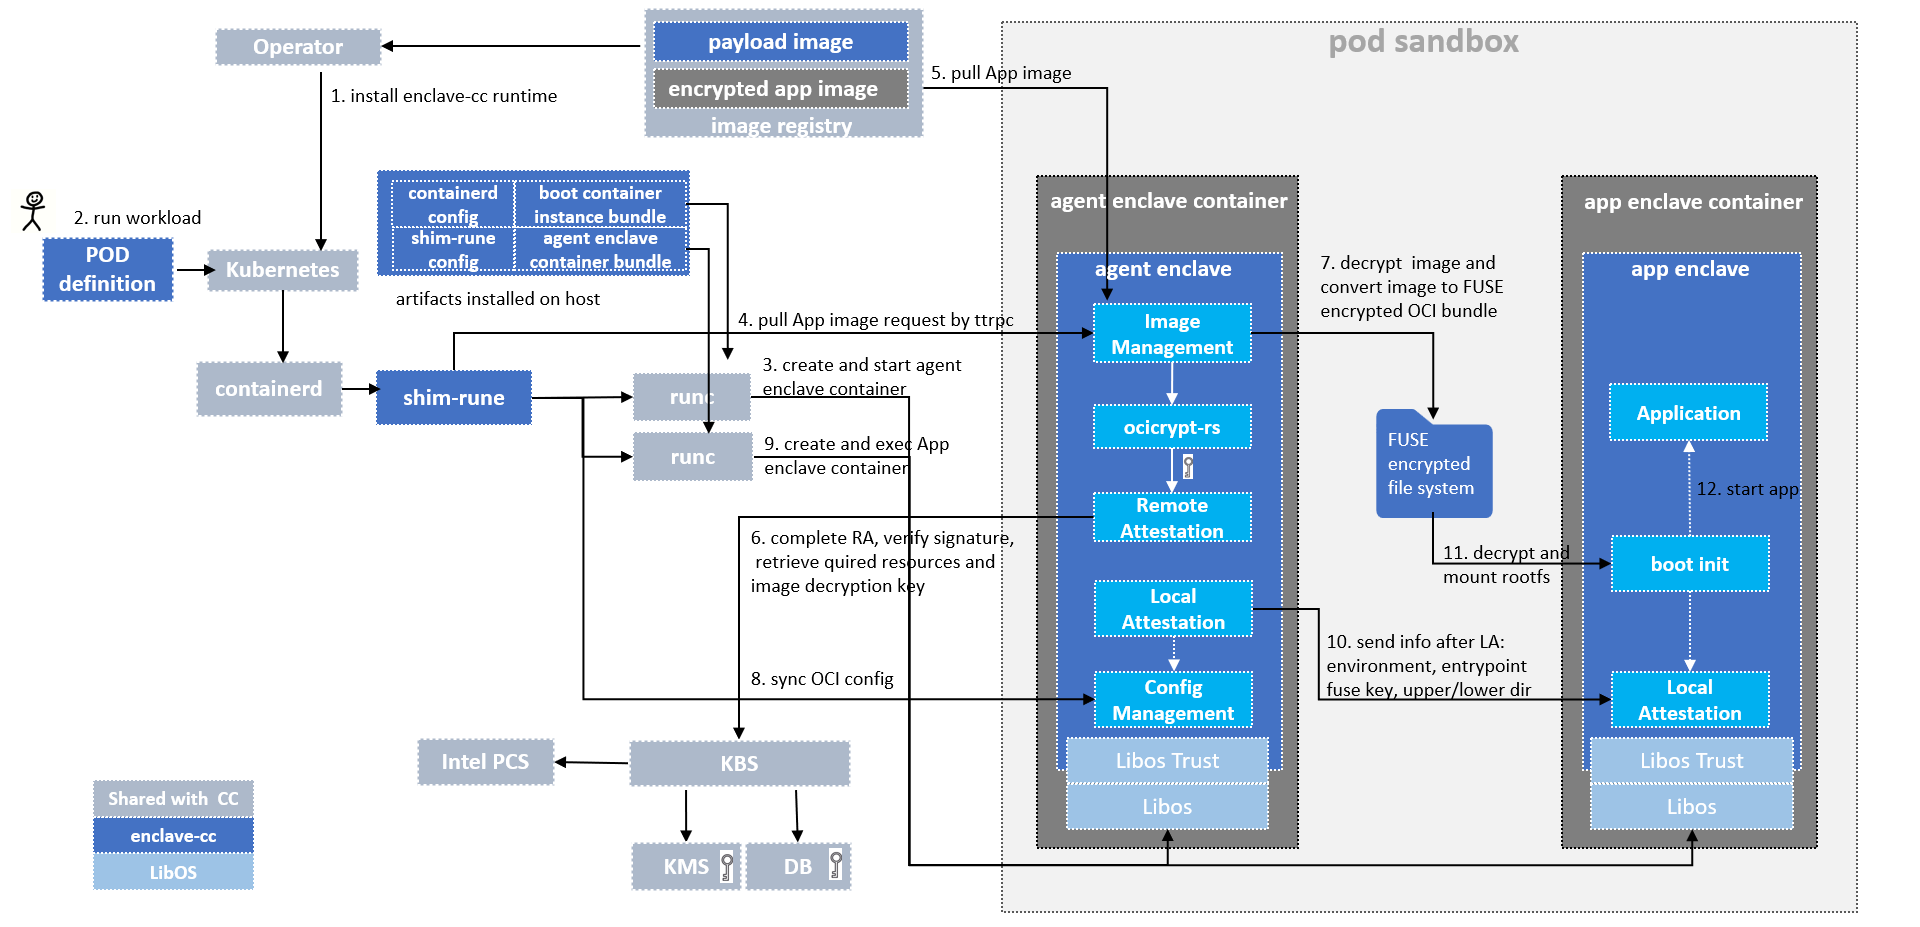 Operator
payload image
encrypted app image
image registry
pod sandbox
5. pull App image
1. install enclave-cc runtime
2. run workload
POD
definition
Kubernetes
containerd
config
boot container
instance bundle
shim-rune
config
agent enclave
container bundle
artifacts installed on host
4. pull App image request by ttrpc
containerd
shim-rune
runc
3. create and start agent
enclave container
runc
9. create and exec App
enclave container
6. complete RA, verify signature,
retrieve quired resources and
image decryption key
8. sync OCI config
agent enclave container
agent enclave
Image
Management
ocicrypt-rs
Remote
Attestation
Local
Attestation
Config
Management
Libos Trust
Libos
7. decrypt  image and
convert image to FUSE
encrypted OCI bundle
FUSE
encrypted
file system
11. decrypt and
mount rootfs
10. send info after LA:
environment, entrypoint
fuse key, upper/lower dir
app enclave container
app enclave
Application
12. start app
boot init
Local
Attestation
Libos Trust
Libos
Intel PCS
KBS
KMS
DB
Shared with  CC
enclave-cc
LibOS